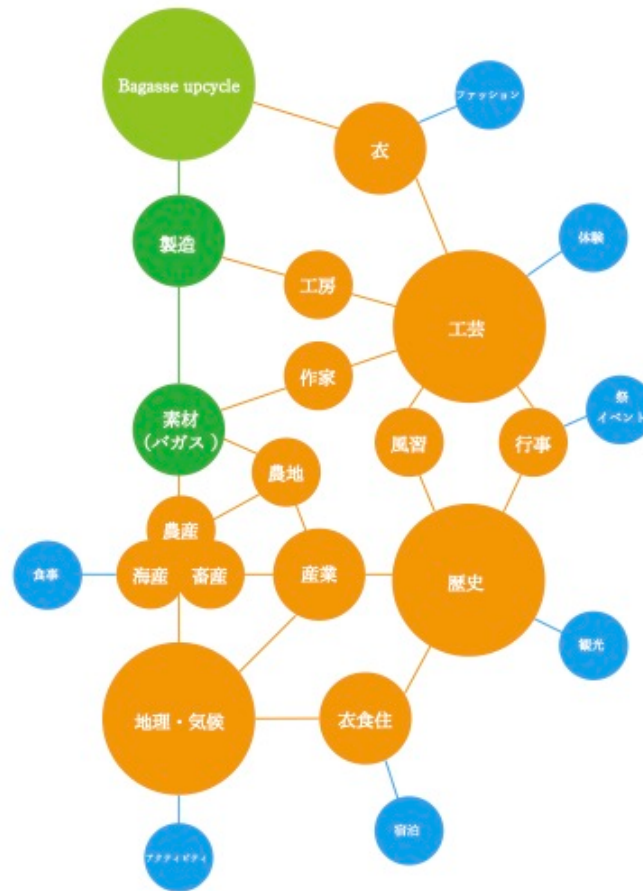 Bagasse upcycle
ファッション
衣
製造
体験
工房
工芸
作家
祭
イベント
素材
(バガス)
風習
行事
農地
農産
食事
海産
畜産
産業
歴史
観光
地理・気候
衣食住
宿泊
アクティビティ